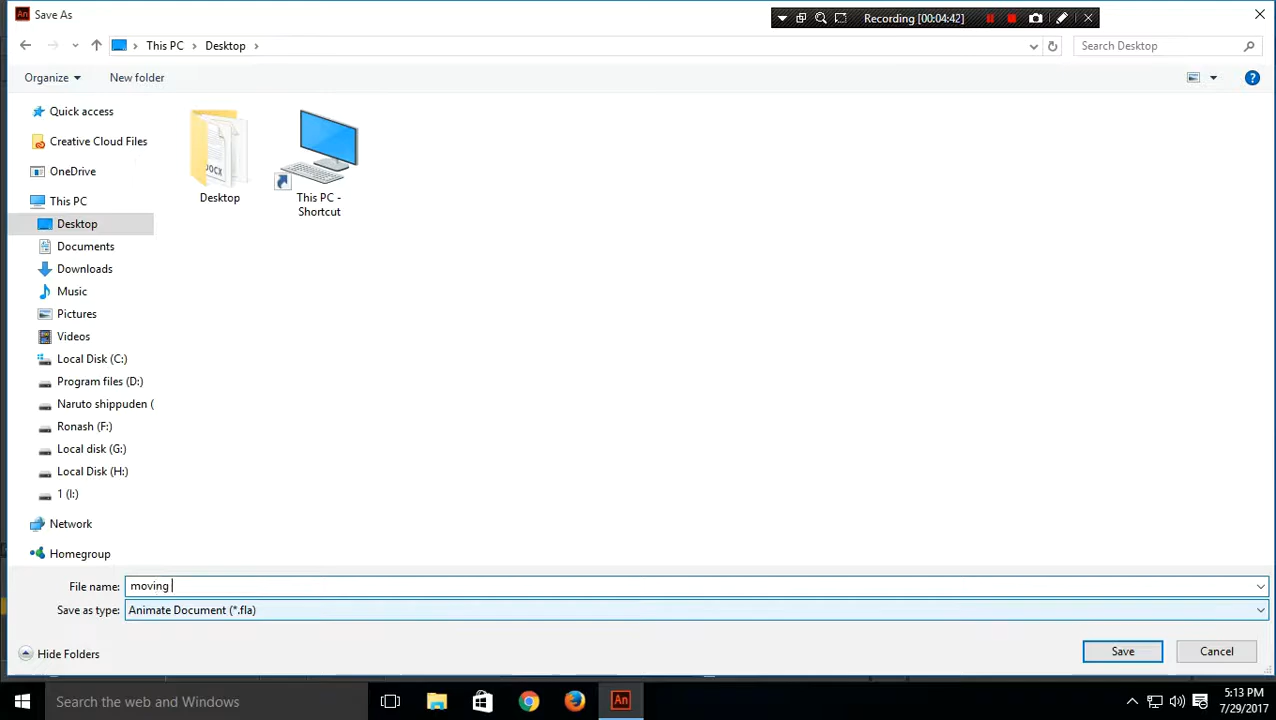 An Save As
Recording [00:04:42]
This PC Desktop
Search Desktop
Organize
New folder
Quick access
Creative Cloud Files
OneDrive
This PC
Desktop
Documents
Downloads
Music
Pictures
Videos
Local Disk (C:)
Program files (D:)
Naruto shippuden (
Ronash (F:)
Local disk (G:)
Local Disk (H:)
1 (I:)
Network
Homegroup
DOCX
Desktop
This PC -
Shortcut
File name: moving
Save as type: Animate Document (*.fla)
Hide Folders
Save
Cancel
Search the web and Windows
An
5:13 PM
7/29/2017